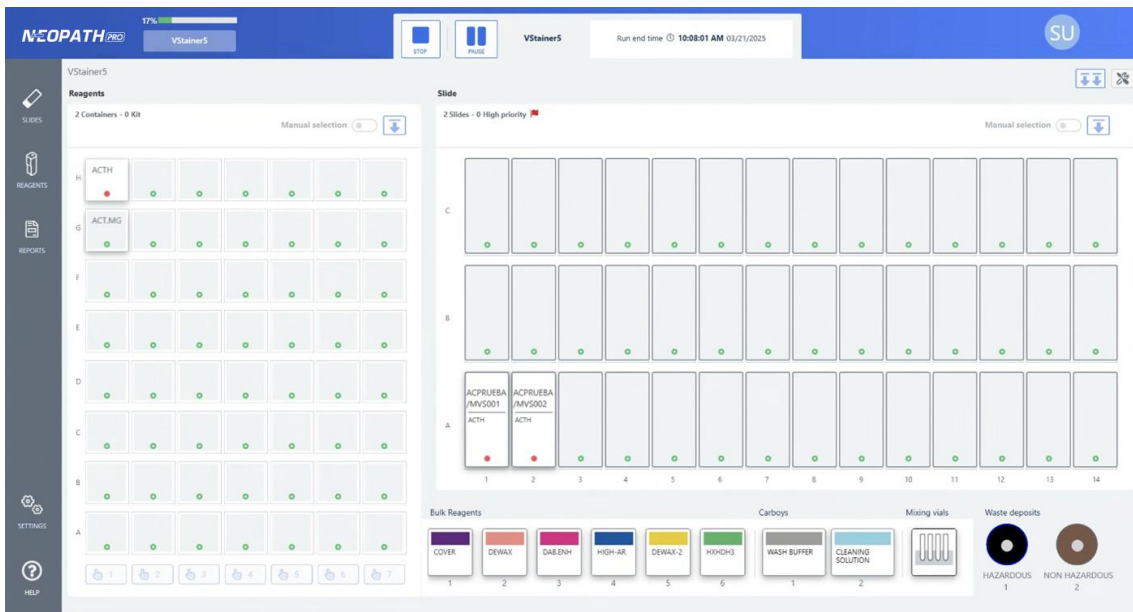 NEOPATH PRO
17%
VStainer5
STOP
PAUSE
VStainer5
Run end time 10:08:01 AM 03/21/2025
SU
SLIDES
REAGENTS
REPORTS
SETTINGS
HELP
VStainer5
Reagents
2 Containers - 0 Kit
Manual selection
H
ACTH
G
ACT.MG
F
E
D
C
B
A
1 2 3 4 5 6 7
Slide
2 Slides - 0 High priority
Manual selection
C
B
A
ACPRUEBA
/MVS001
ACTH
ACPRUEBA
/MVS002
ACTH
1 2 3 4 5 6 7 8 9 10 11 12 13 14
Bulk Reagents
COVER
DEWAX
DAB.ENH
HIGH-AR
DEWAX-2
HXHDH3
1 2 3 4 5 6
Carboys
WASH BUFFER
CLEANING
SOLUTION
1 2
Mixing vials
Waste deposits
HAZARDOUS
1
NON HAZARDOUS
2